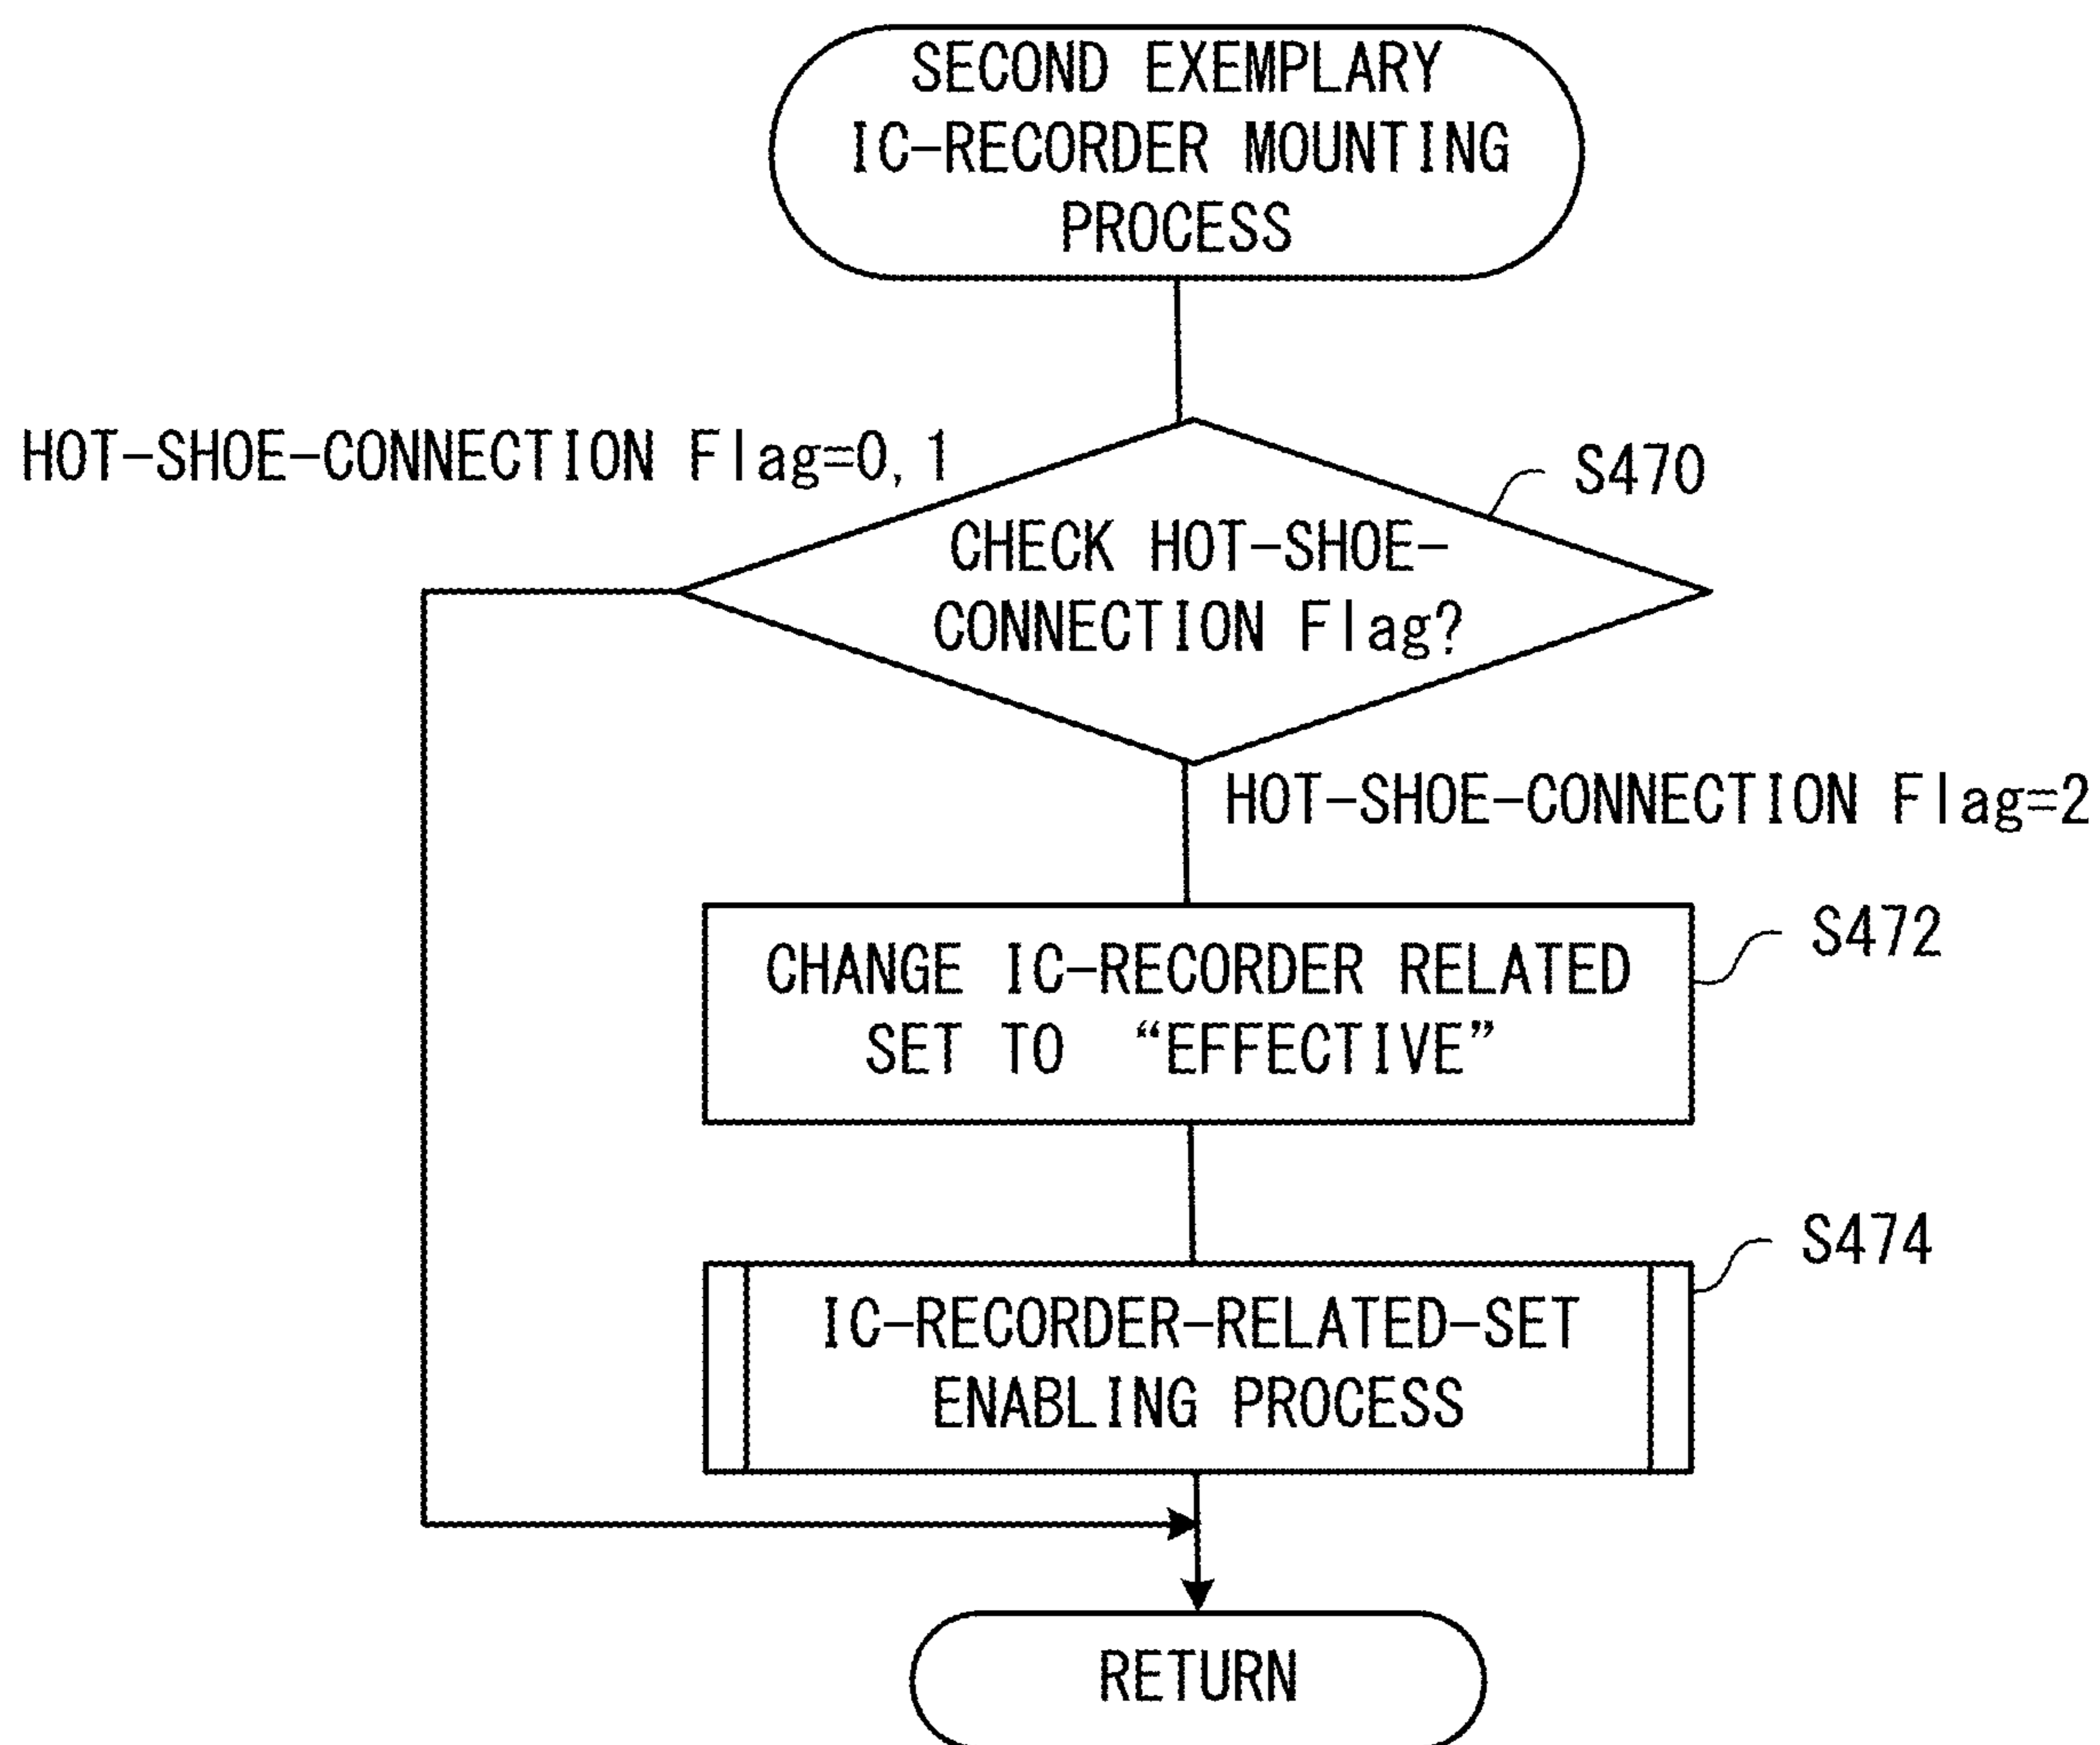 SECOND EXEMPLARY
IC-RECORDER MOUNTING
PROCESS
HOT-SHOE-CONNECTION Flag=0, 1
S470
CHECK HOT-SHOE-
CONNECTION Flag?
HOT-SHOE-CONNECTION Flag=2
S472
CHANGE IC-RECORDER RELATED
SET TO “EFFECTIVE”
S474
IC-RECORDER-RELATED-SET
ENABLING PROCESS
RETURN